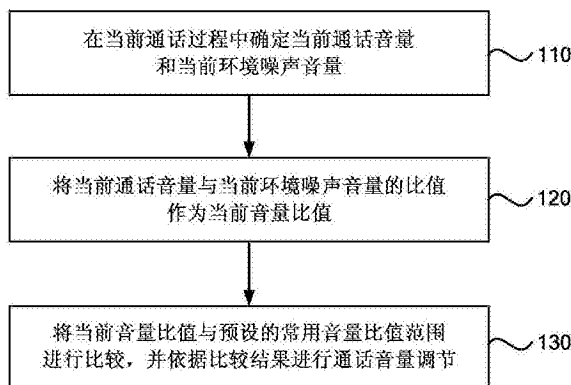 在当前通话过程中确定当前通话音量
和当前环境噪声音量
110
将当前通话音量与当前环境噪声音量的比值
作为当前音量比值
120
将当前音量比值与预设的常用音量比值范围
进行比较，并依据比较结果进行通话音量调节
130